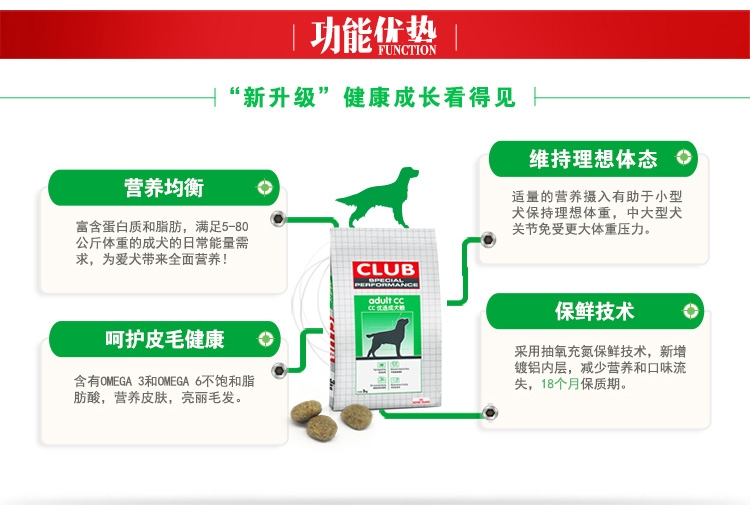 功能优势
FUNCTION
“新升级”健康成长看得见
营养均衡
富含蛋白质和脂肪，满足5-80
公斤体重的成犬的日常能量需
求，为爱犬带来全面营养！
维持理想体态
适量的营养摄入有助于小型
犬保持理想体重，中大型犬
关节免受更大体重压力。
呵护皮毛健康
含有OMEGA 3和OMEGA 6不饱和脂
肪酸，营养皮肤，亮丽毛发。
保鲜技术
采用抽氧充氮保鲜技术，新增
镀铝内层，减少营养和口味流
失，18个月保质期。
CLUB
SPECIAL
PERFORMANCE
adult CC
CC 优选成犬粮